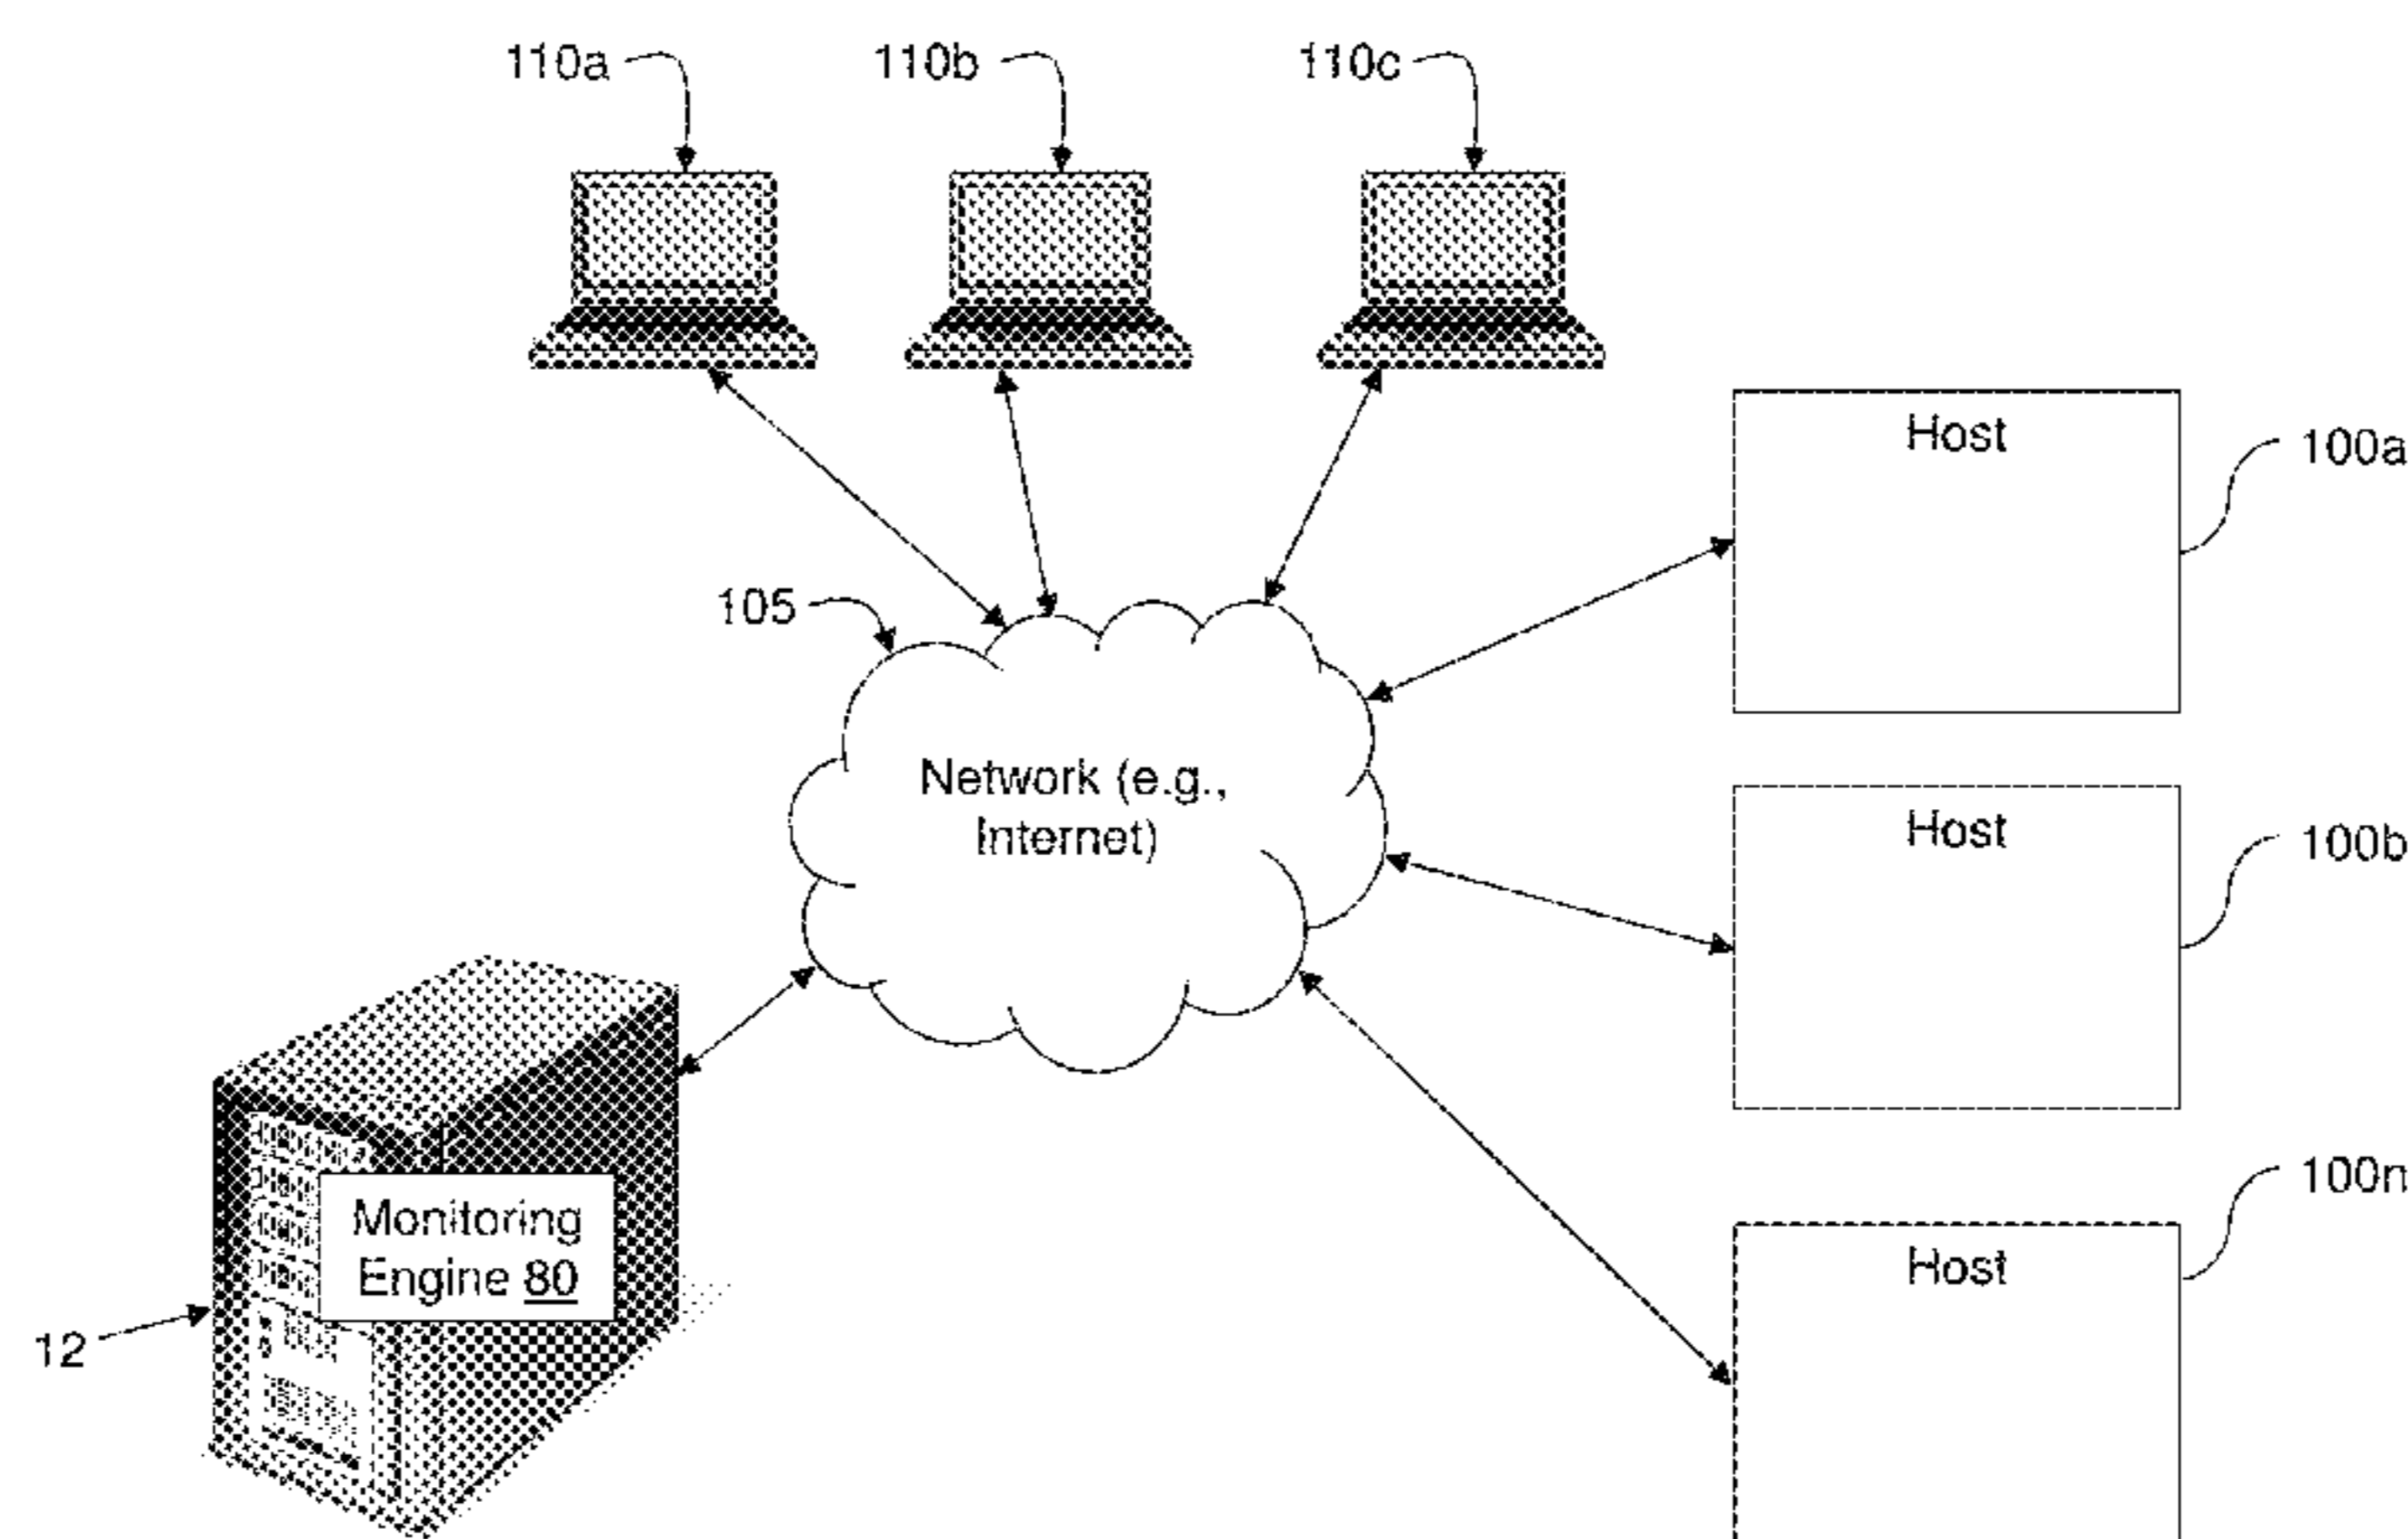 110a
110b
110c
Host
100a
105
Network (e.g.,
Internet)
Host
100b
Monitoring
Engine 80
12
100n
Host